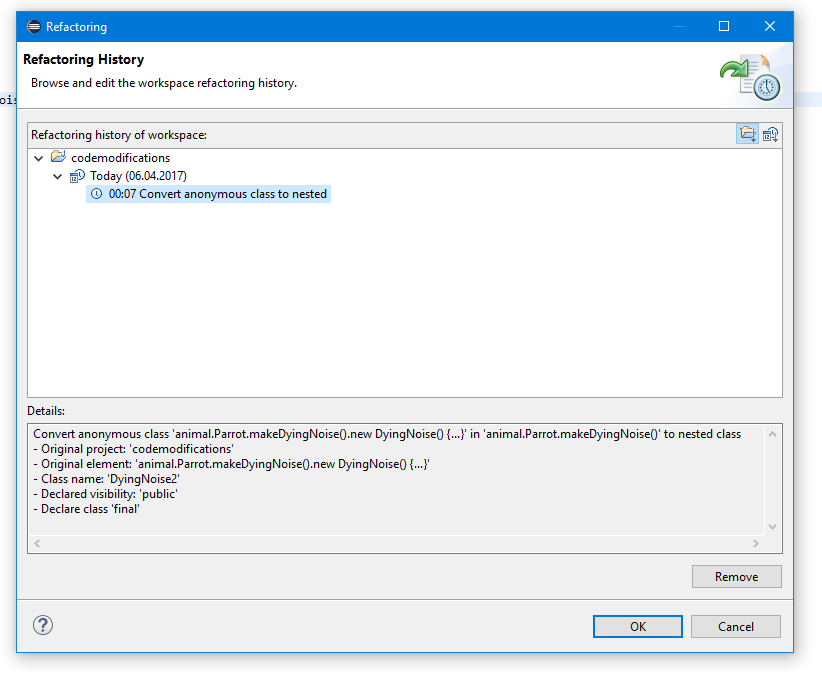 Refactoring
Refactoring History
Browse and edit the workspace refactoring history.
ois
Refactoring history of workspace:
codemodifications
Today (06.04.2017)
00:07 Convert anonymous class to nested
Details:
Convert anonymous class 'animal.Parrot.makeDyingNoise().new DyingNoise() {...}' in 'animal.Parrot.makeDyingNoise()' to nested class
- Original project: 'codemodifications'
- Original element: 'animal.Parrot.makeDyingNoise().new DyingNoise() {...}'
- Class name: 'DyingNoise2'
- Declared visibility: 'public'
- Declare class 'final'
Remove
?
OK
Cancel